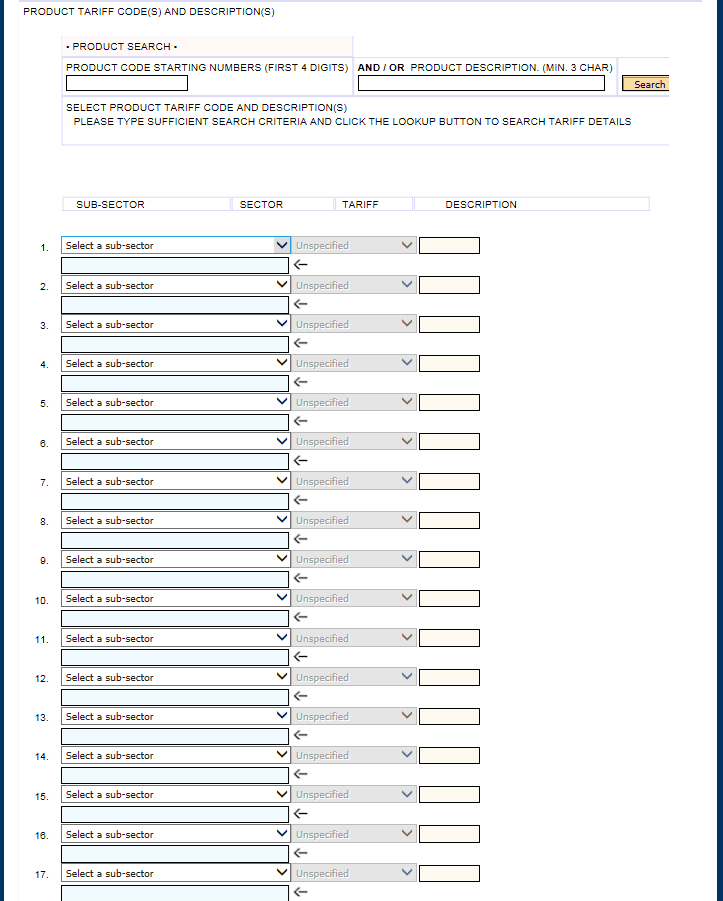 PRODUCT TARIFF CODE(S) AND DESCRIPTION(S)
• PRODUCT SEARCH •
PRODUCT CODE STARTING NUMBERS (FIRST 4 DIGITS) AND / OR PRODUCT DESCRIPTION. (MIN. 3 CHAR)
Search
SELECT PRODUCT TARIFF CODE AND DESCRIPTION(S)
PLEASE TYPE SUFFICIENT SEARCH CRITERIA AND CLICK THE LOOKUP BUTTON TO SEARCH TARIFF DETAILS
SUB-SECTOR SECTOR TARIFF DESCRIPTION
1. Select a sub-sector Unspecified
←
2. Select a sub-sector Unspecified
←
3. Select a sub-sector Unspecified
←
4. Select a sub-sector Unspecified
←
5. Select a sub-sector Unspecified
←
6. Select a sub-sector Unspecified
←
7. Select a sub-sector Unspecified
←
8. Select a sub-sector Unspecified
←
9. Select a sub-sector Unspecified
←
10. Select a sub-sector Unspecified
←
11. Select a sub-sector Unspecified
←
12. Select a sub-sector Unspecified
←
13. Select a sub-sector Unspecified
←
14. Select a sub-sector Unspecified
←
15. Select a sub-sector Unspecified
←
16. Select a sub-sector Unspecified
←
17. Select a sub-sector Unspecified
←